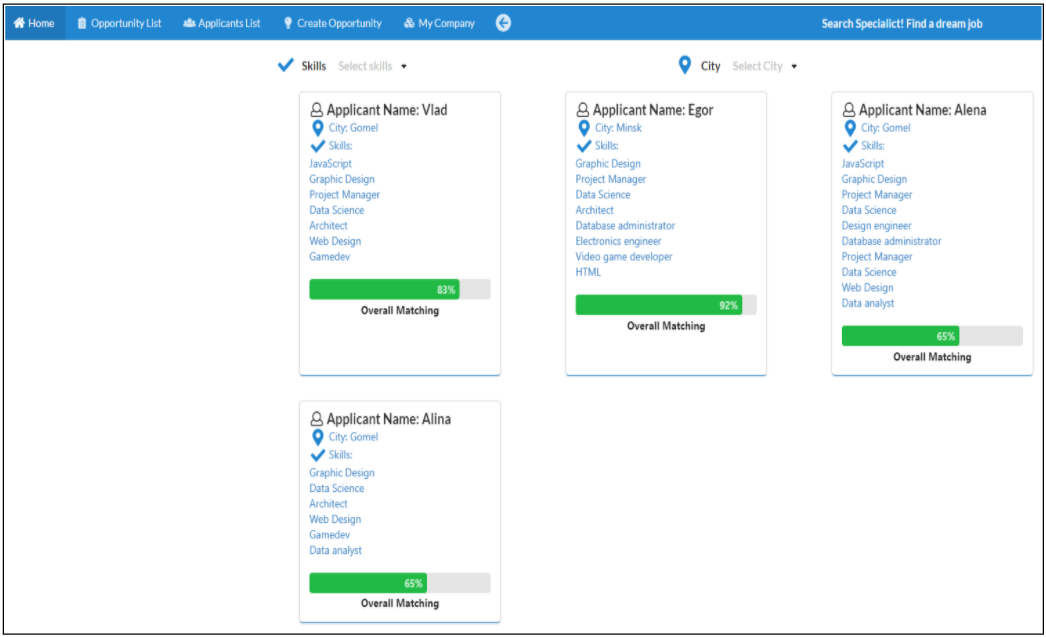 Home Opportunity List Applicants List Create Opportunity My Company Search Specialict! Find a dream job
Skills Select skills City Select City
Applicant Name: Vlad
City: Gomel
Skills:
JavaScript
Graphic Design
Project Manager
Data Science
Architect
Web Design
Gamedev
83%
Overall Matching
Applicant Name: Egor
City: Minsk
Skills:
Graphic Design
Project Manager
Data Science
Architect
Database administrator
Electronics engineer
Video game developer
HTML
92%
Overall Matching
Applicant Name: Alena
City: Gomel
Skills:
JavaScript
Graphic Design
Project Manager
Data Science
Design engineer
Database administrator
Project Manager
Data Science
Web Design
Data analyst
65%
Overall Matching
Applicant Name: Alina
City: Gomel
Skills:
Graphic Design
Data Science
Architect
Web Design
Gamedev
Data analyst
65%
Overall Matching